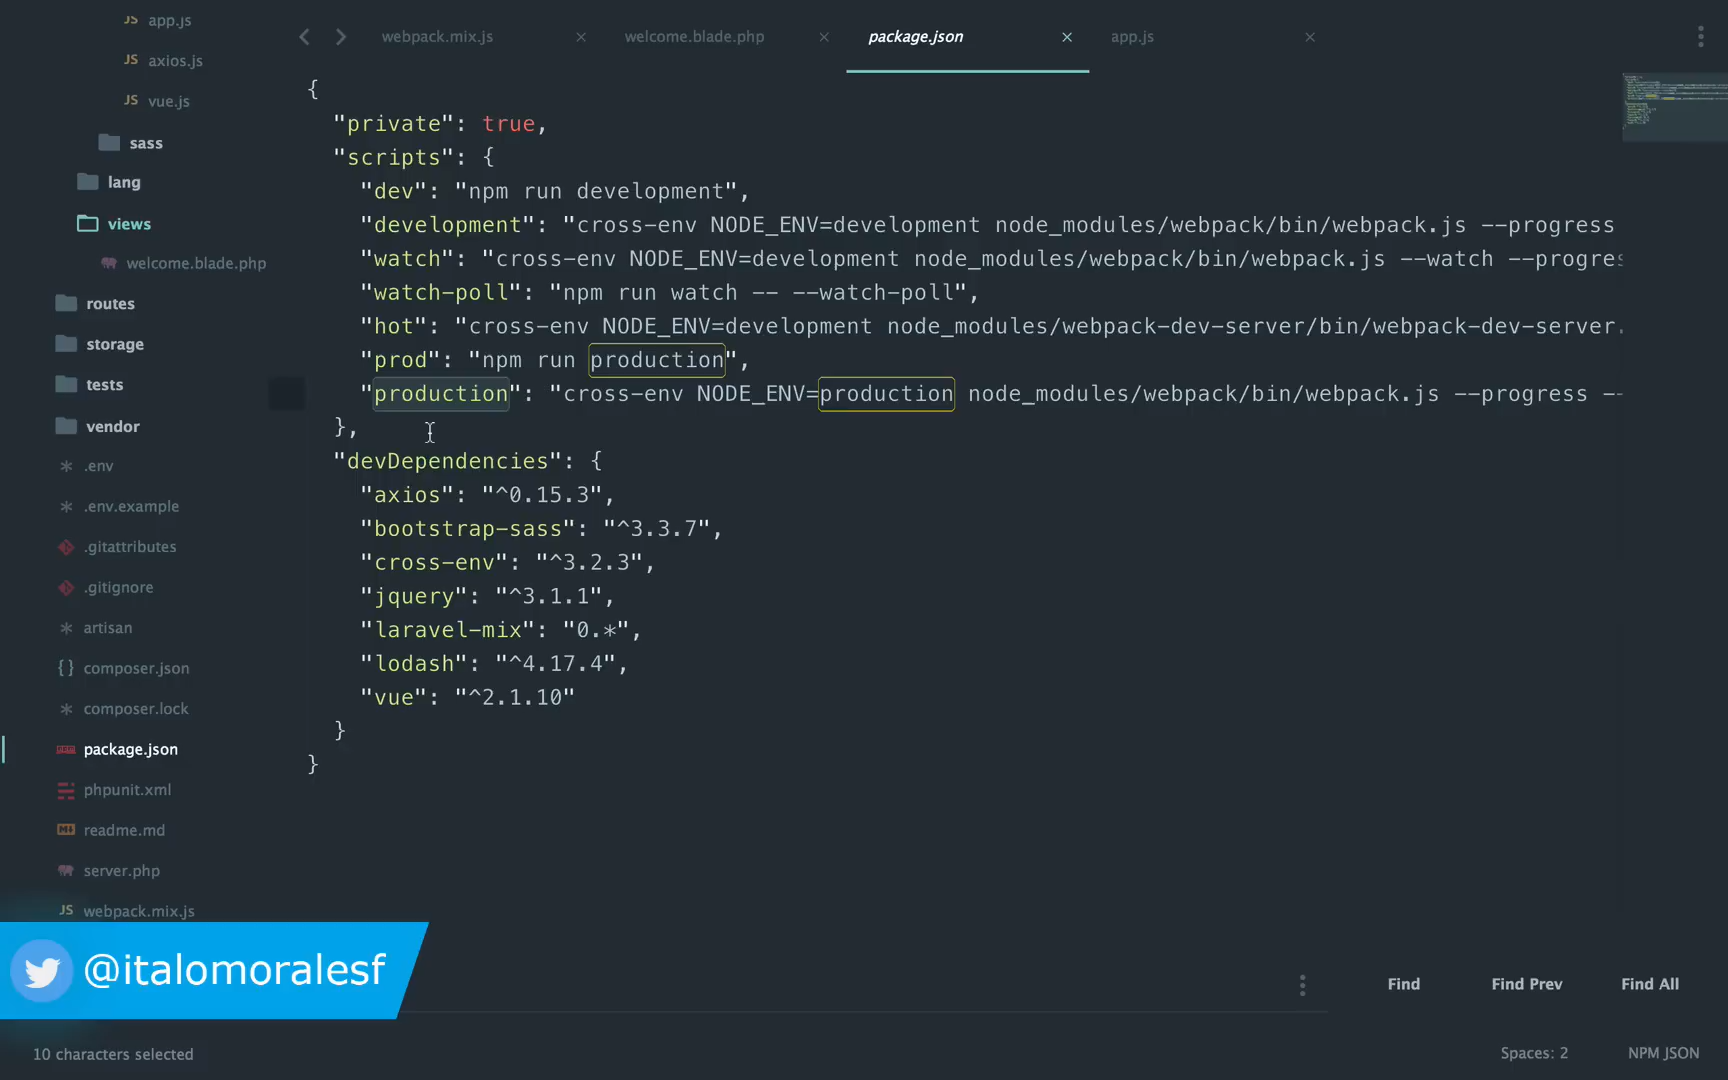 app.js
axios.js
vue.js
sass
lang
views
welcome.blade.php
routes
storage
tests
vendor
.env
.env.example
.gitattributes
.gitignore
artisan
composer.json
composer.lock
package.json
phpunit.xml
readme.md
server.php
webpack.mix.js
webpack.mix.js
welcome.blade.php
package.json
app.js
{
"private": true,
"scripts": {
"dev": "npm run development",
"development": "cross-env NODE_ENV=development node_modules/webpack/bin/webpack.js --progress
"watch": "cross-env NODE_ENV=development node_modules/webpack/bin/webpack.js --watch --progres
"watch-poll": "npm run watch -- --watch-poll",
"hot": "cross-env NODE_ENV=development node_modules/webpack-dev-server/bin/webpack-dev-server.
"prod": "npm run production",
"production": "cross-env NODE_ENV=production node_modules/webpack/bin/webpack.js --progress --
},
"devDependencies": {
"axios": "^0.15.3",
"bootstrap-sass": "^3.3.7",
"cross-env": "^3.2.3",
"jquery": "^3.1.1",
"laravel-mix": "0.*",
"lodash": "^4.17.4",
"vue": "^2.1.10"
}
}
@italomoralesf
Find
Find Prev
Find All
10 characters selected
Spaces: 2
NPM JSON